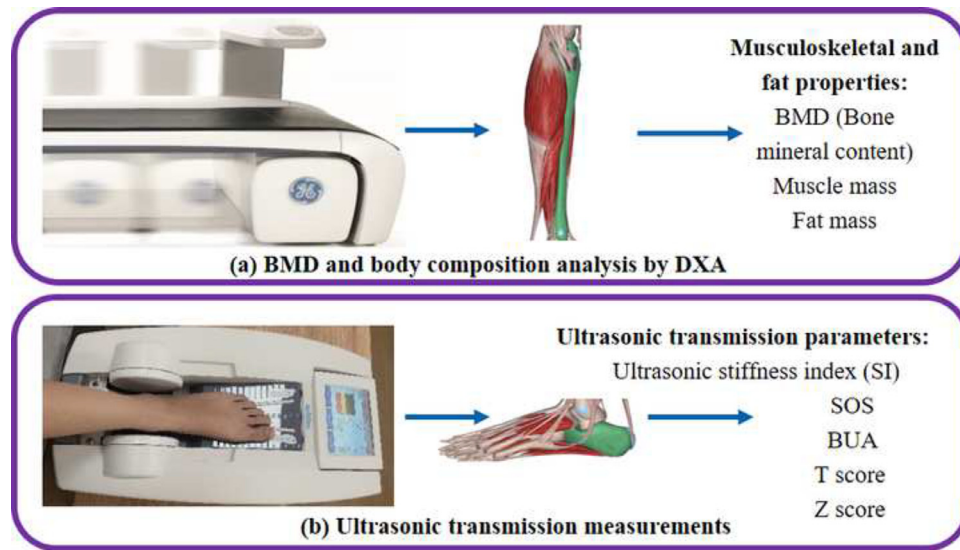 Musculoskeletal and
fat properties:
BMD (Bone
mineral content)
Muscle mass
Fat mass
(a) BMD and body composition analysis by DXA
Ultrasonic transmission parameters:
Ultrasonic stiffness index (SI)
SOS
BUA
T score
Z score
(b) Ultrasonic transmission measurements